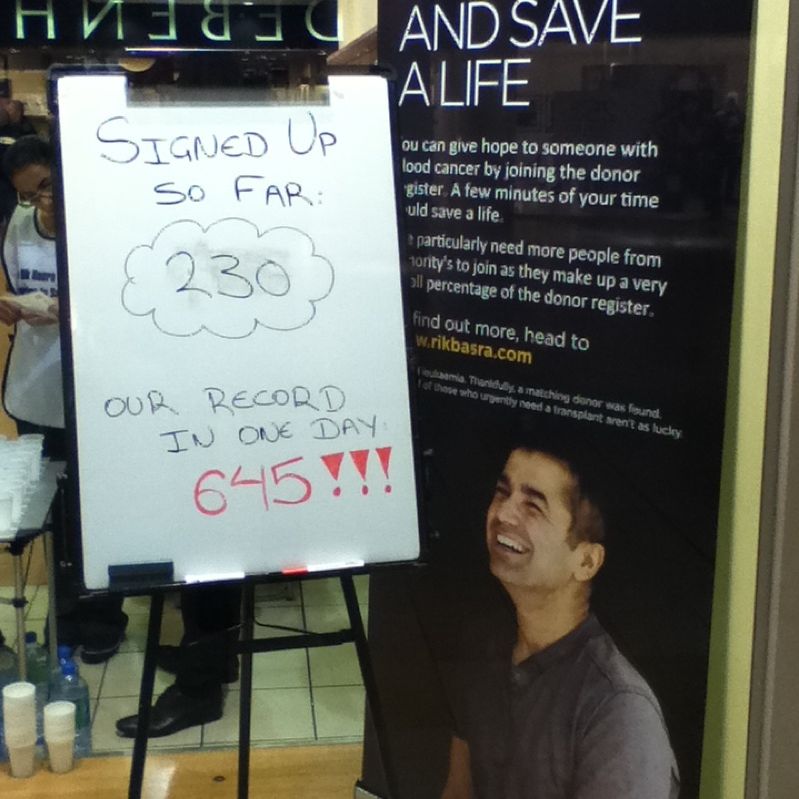 DEBENH
SIGNED UP
SO FAR:
230
OUR RECORD
IN ONE DAY:
645!!!
AND SAVE
A LIFE
ou can give hope to someone with
lood cancer by joining the donor
gister. A few minutes of your time
uld save a life.
particularly need more people from
nority's to join as they make up a very
all percentage of the donor register.
find out more, head to
w.rikbasra.com
leukaemia. Thankfully, a matching donor was found.
of those who urgently need a transplant aren't as lucky.